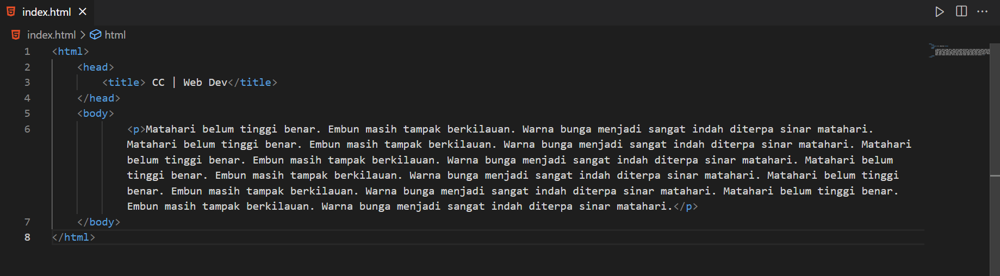 index.html
index.html > html
1 <html>
2 <head>
3 <title> CC | Web Dev</title>
4 </head>
5 <body>
6 <p>Matahari belum tinggi benar. Embun masih tampak berkilauan. Warna bunga menjadi sangat indah diterpa sinar matahari.
Matahari belum tinggi benar. Embun masih tampak berkilauan. Warna bunga menjadi sangat indah diterpa sinar matahari. Matahari
belum tinggi benar. Embun masih tampak berkilauan. Warna bunga menjadi sangat indah diterpa sinar matahari. Matahari belum
tinggi benar. Embun masih tampak berkilauan. Warna bunga menjadi sangat indah diterpa sinar matahari. Matahari belum tinggi
benar. Embun masih tampak berkilauan. Warna bunga menjadi sangat indah diterpa sinar matahari. Matahari belum tinggi benar.
Embun masih tampak berkilauan. Warna bunga menjadi sangat indah diterpa sinar matahari.</p>
7 </body>
8 </html>